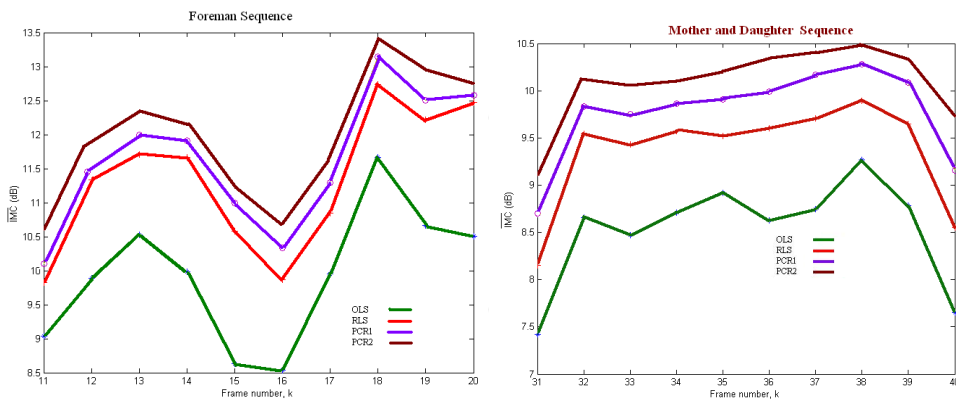 Foreman Sequence
13.5
13
12.5
12
11.5
11
10.5
10
9.5
9
8.5
IMC (dB)
OLS
RLS
PCR1
PCR2
11 12 13 14 15 16 17 18 19 20
Frame number, k
Mother and Daughter Sequence
10.5
10
9.5
9
8.5
8
7.5
7
IMC (dB)
OLS
RLS
PCR1
PCR2
31 32 33 34 35 36 37 38 39 40
Frame number, k